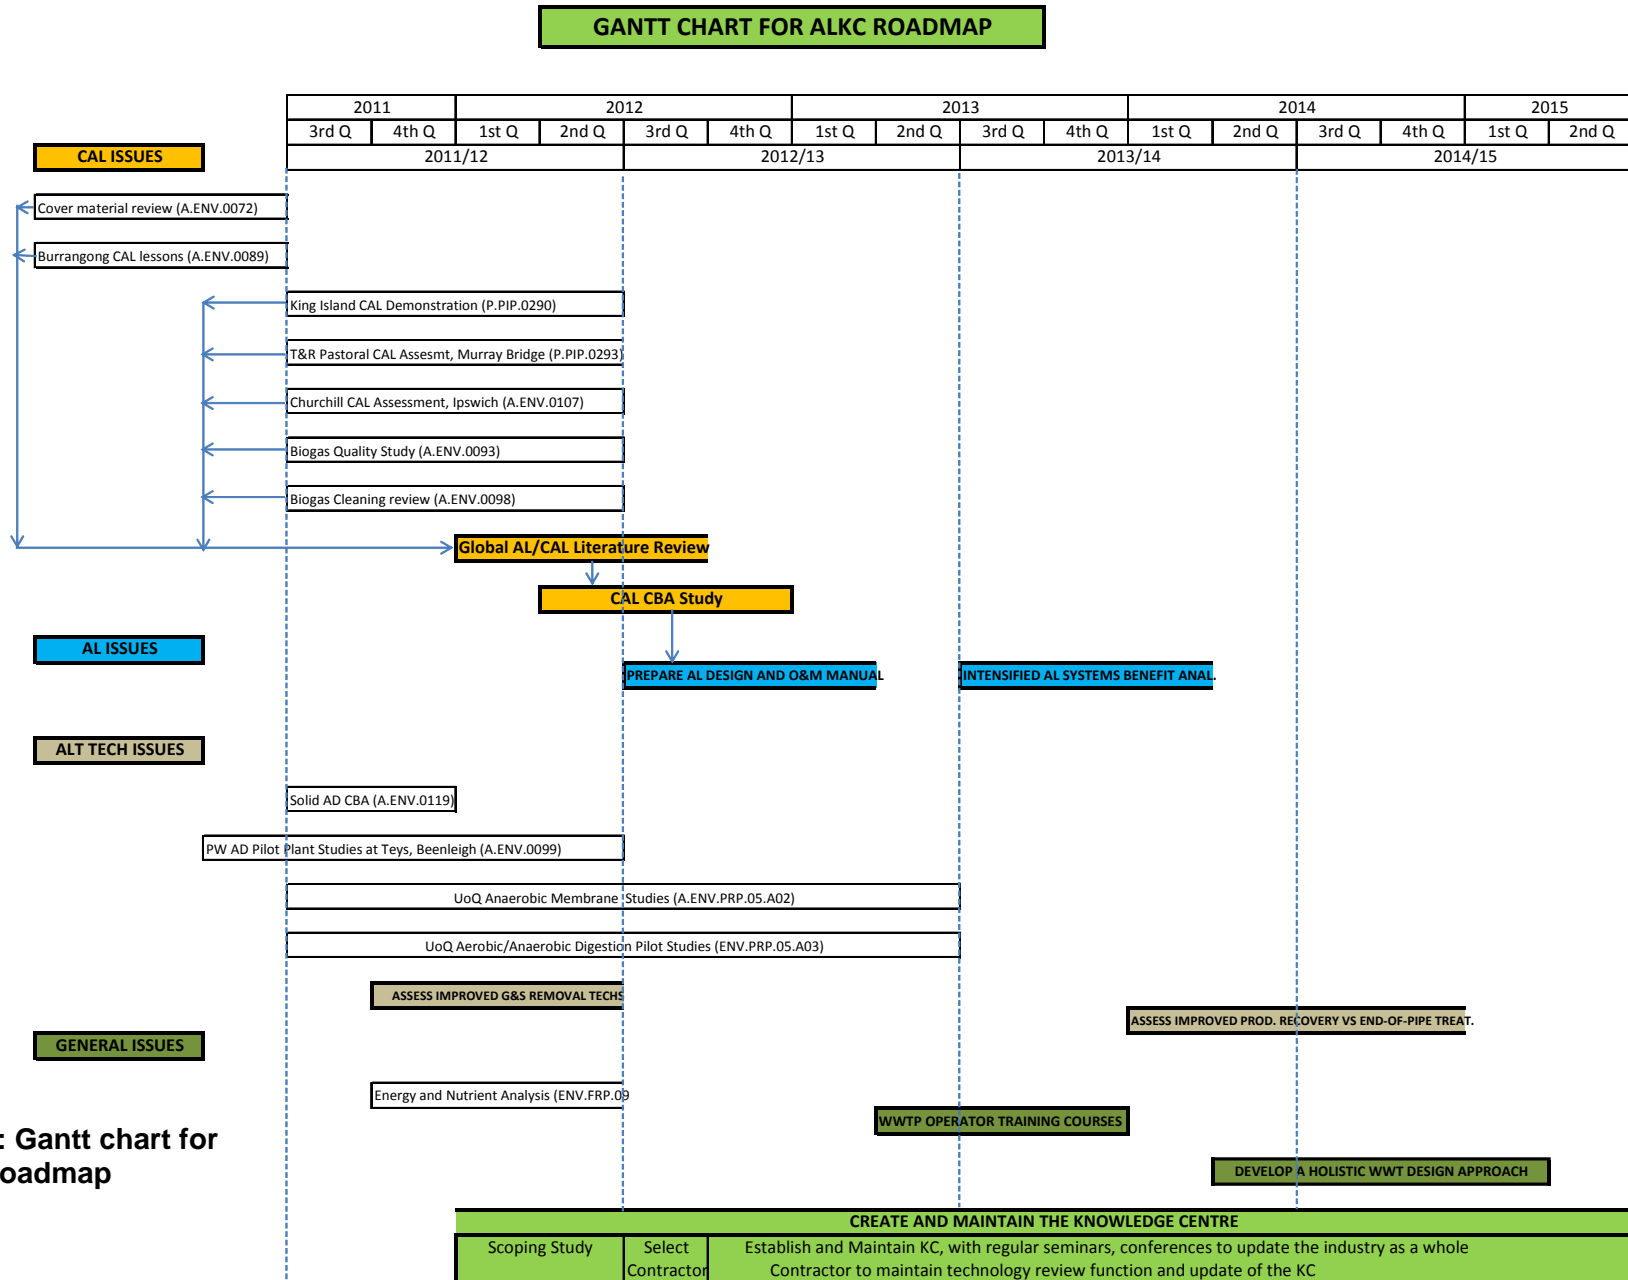 GANTT CHART FOR ALKC ROADMAP
2011 2012 2013 2014 2015
3rd Q 4th Q 1st Q 2nd Q 3rd Q 4th Q 1st Q 2nd Q 3rd Q 4th Q 1st Q 2nd Q 3rd Q 4th Q 1st Q 2nd Q
CAL ISSUES 2011/12 2012/13 2013/14 2014/15
Cover material review (A.ENV.0072)
Burrangong CAL lessons (A.ENV.0089)
King Island CAL Demonstration (P.PIP.0290)
T&R Pastoral CAL Assesmt, Murray Bridge (P.PIP.0293)
Churchill CAL Assessment, Ipswich (A.ENV.0107)
Biogas Quality Study (A.ENV.0093)
Biogas Cleaning review (A.ENV.0098)
Global AL/CAL Literature Review
CAL CBA Study
AL ISSUES
PREPARE AL DESIGN AND O&M MANUAL INTENSIFIED AL SYSTEMS BENEFIT ANAL.
ALT TECH ISSUES
Solid AD CBA (A.ENV.0119)
PW AD Pilot Plant Studies at Teys, Beenleigh (A.ENV.0099)
UoQ Anaerobic Membrane Studies (A.ENV.PRP.05.A02)
UoQ Aerobic/Anaerobic Digestion Pilot Studies (ENV.PRP.05.A03)
ASSESS IMPROVED G&S REMOVAL TECHS
ASSESS IMPROVED PROD. RECOVERY VS END-OF-PIPE TREAT.
GENERAL ISSUES
Energy and Nutrient Analysis (ENV.FRP.09
WWTP OPERATOR TRAINING COURSES
: Gantt chart for
oadmap
DEVELOP A HOLISTIC WWT DESIGN APPROACH
CREATE AND MAINTAIN THE KNOWLEDGE CENTRE
Scoping Study Select Establish and Maintain KC, with regular seminars, conferences to update the industry as a whole
Contractor Contractor to maintain technology review function and update of the KC